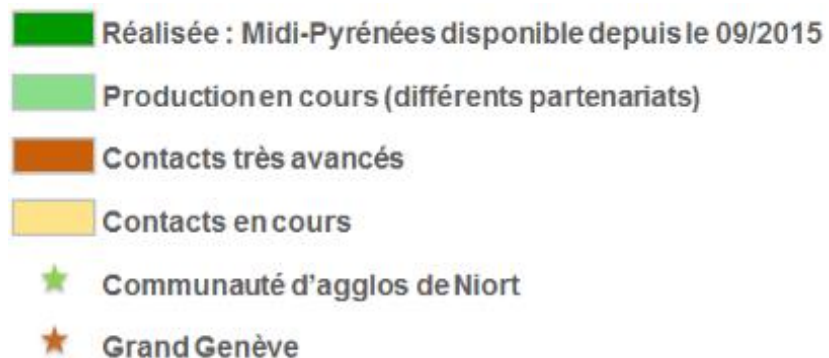 Réalisée : Midi-Pyrénées disponible depuis le 09/2015
Production en cours (différents partenariats)
Contacts très avancés
Contacts en cours
Communauté d'agglos de Niort
Grand Genève